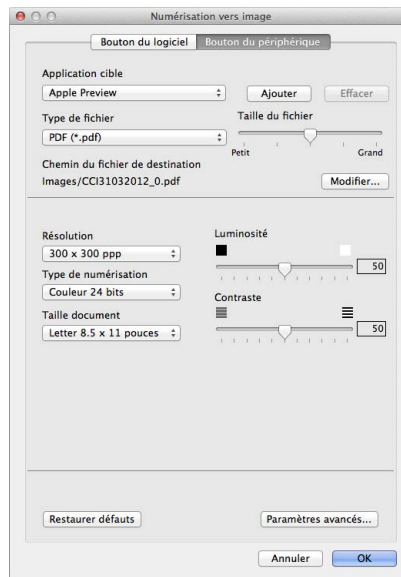 Numérisation vers image
Bouton du logiciel Bouton du périphérique
Application cible
Apple Preview Ajouter Effacer
Type de fichier Taille du fichier
PDF (*.pdf)
Petit Grand
Chemin du fichier de destination
Images/CCI31032012_0.pdf Modifier...
Résolution Luminosité
300 x 300 ppp
50
Type de numérisation
Couleur 24 bits Contraste
Taille document
Letter 8.5 x 11 pouces 50
Restaurer défauts Paramètres avancés...
Annuler OK